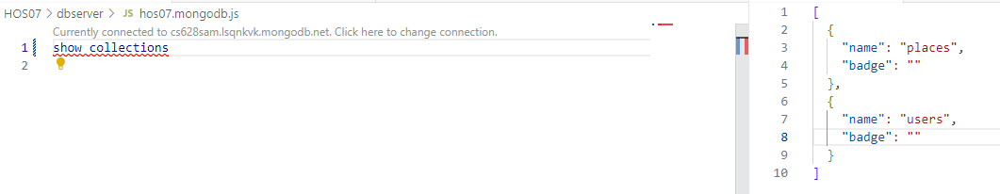 HOS07 > dbserver > JS hos07.mongodb.js
Currently connected to cs628sam.lsqnkvk.mongodb.net. Click here to change connection.
1 show collections
2
1 [
2 {
3 "name": "places",
4 "badge": ""
5 },
6 {
7 "name": "users",
8 "badge": ""
9 }
10 ]